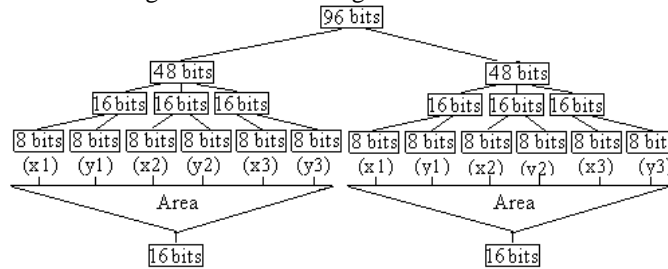 96 bits
48 bits 48 bits
16 bits 16 bits 16 bits 16 bits 16 bits 16 bits
8 bits 8 bits 8 bits 8 bits 8 bits 8 bits 8 bits 8 bits 8 bits 8 bits 8 bits 8 bits
(x1) (y1) (x2) (y2) (x3) (y3) (x1) (y1) (x2) (y2) (x3) (y3)
Area Area
16 bits 16 bits